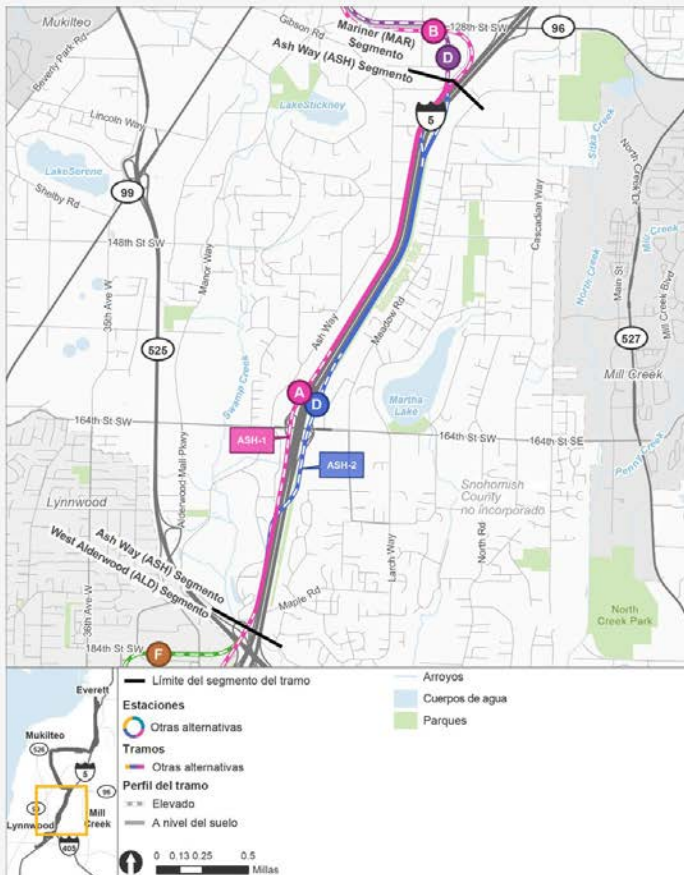 Mukilteo
Beverly Park Rd
Gibson Rd
Mariner (MAR)
Segmento
128th St SW
96
B
D
Ash Way (ASH) Segmento
5
Lincoln Way
LakeStickney
LakeSerene
Shelby Rd
99
Sitka Creek
North Creek Dr
Cascadian Way
148th St SW
35th Ave W
Manor Way
Ash Way
Meadow Rd
North Creek
Main St
Mill Creek
Mill Creek Blvd
525
527
Swamp Creek
Mill Creek
A
D
Martha
Lake
164th St SW
ASH-1
ASH-2
164th St SW
164th St SE
Penny Creek
Lynnwood
Alderwood Mall Pkwy
Snohomish
County
no incorporado
Ash Way (ASH) Segmento
West Alderwood (ALD) Segmento
36th Ave W
Larch Way
North Rd
Maple Rd
184th St SW
F
North
Creek Park
Límite del segmento del tramo
Estaciones
Otras alternativas
Tramos
Otras alternativas
Perfil del tramo
Elevado
A nivel del suelo
0 0.13 0.25 0.5
Millas
Arroyos
Cuerpos de agua
Parques
Everett
Mukilteo
526
5
96
Mill
Creek
Lynnwood
405